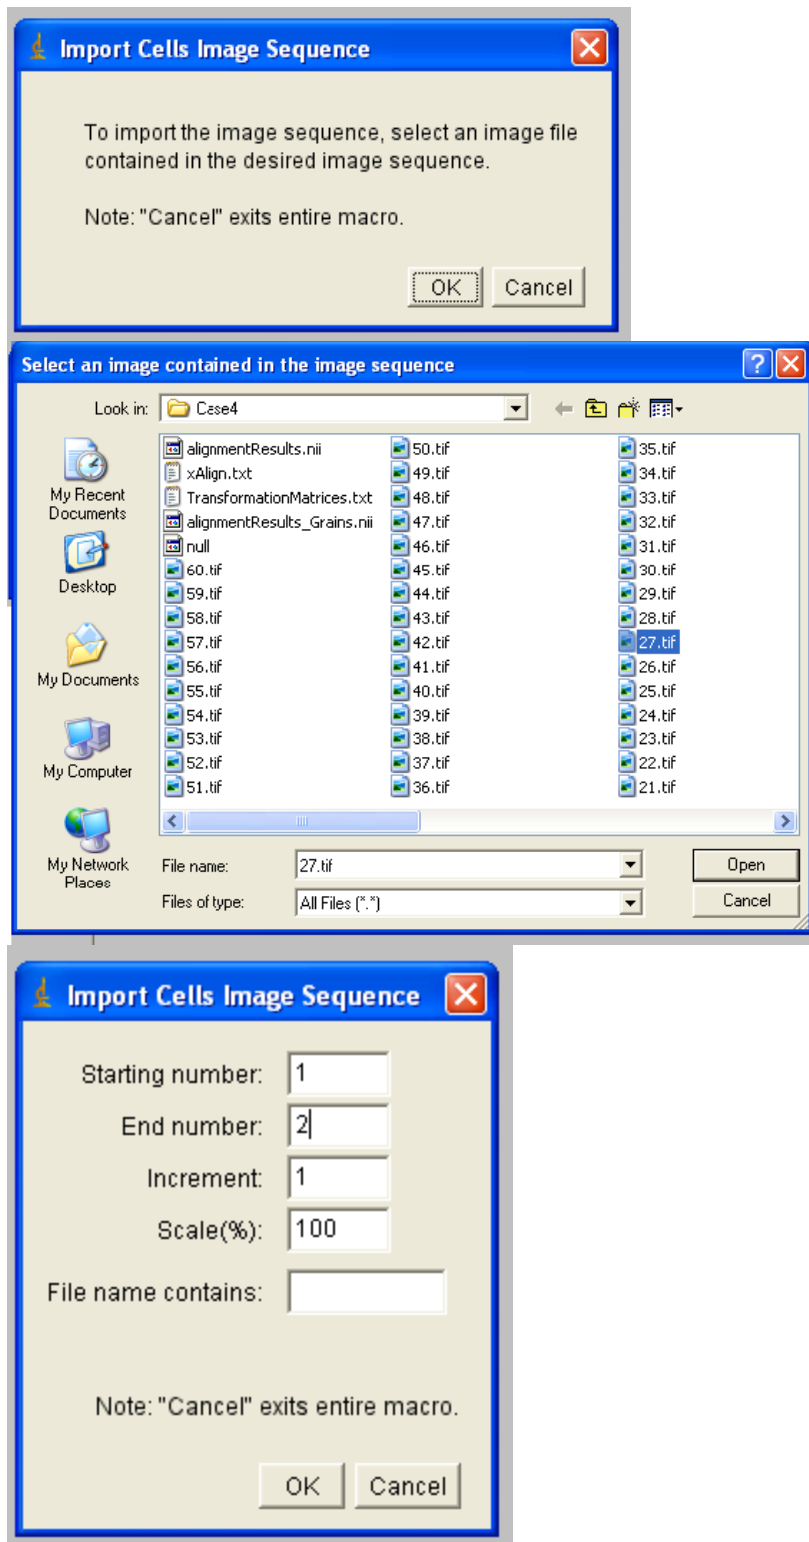 Import Cells Image Sequence
To import the image sequence, select an image file
contained in the desired image sequence.
Note: "Cancel" exits entire macro.
OK Cancel
Select an image contained in the image sequence
Look in: Case4
My Recent Documents
Desktop
My Documents
My Computer
My Network Places
alignmentResults.nii
xAlign.txt
TransformationMatrices.txt
alignmentResults_Grains.nii
null
60.tif
59.tif
58.tif
57.tif
56.tif
55.tif
54.tif
53.tif
52.tif
51.tif
50.tif
49.tif
48.tif
47.tif
46.tif
45.tif
44.tif
43.tif
42.tif
41.tif
40.tif
39.tif
38.tif
37.tif
36.tif
35.tif
34.tif
33.tif
32.tif
31.tif
30.tif
29.tif
28.tif
27.tif
26.tif
25.tif
24.tif
23.tif
22.tif
21.tif
File name: 27.tif Open
Files of type: All Files (*.*) Cancel
Import Cells Image Sequence
Starting number: 1
End number: 2
Increment: 1
Scale(%): 100
File name contains:
Note: "Cancel" exits entire macro.
OK Cancel